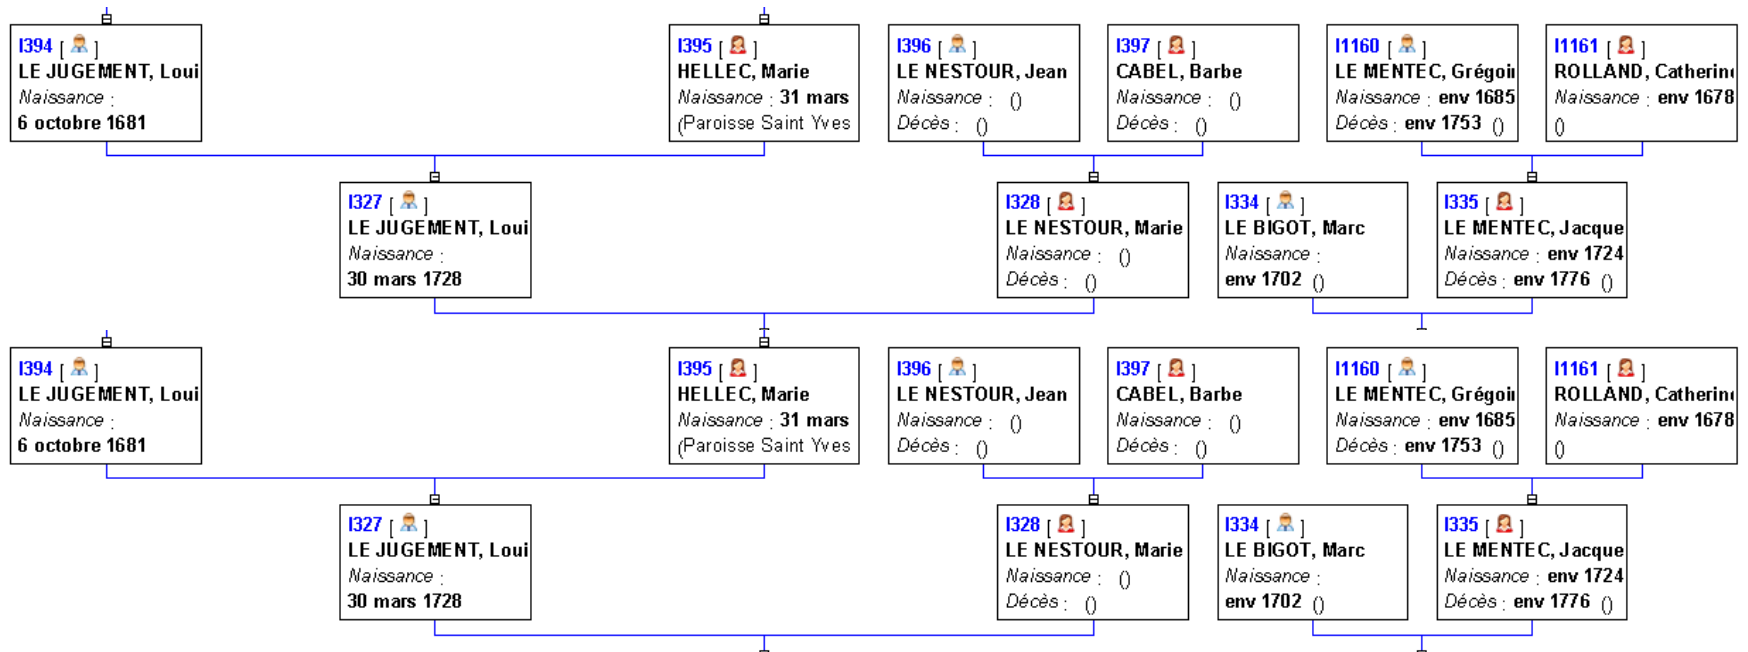 I394 [ ]
LE JUGEMENT, Loui
Naissance :
6 octobre 1681
I395 [ ]
HELLEC, Marie
Naissance : 31 mars
(Paroisse Saint Yves
I396 [ ]
LE NESTOUR, Jean
Naissance : ()
Décès : ()
I397 [ ]
CABEL, Barbe
Naissance : ()
Décès : ()
I1160 [ ]
LE MENTEC, Grégoi
Naissance : env 1685
Décès : env 1753 ()
I1161 [ ]
ROLLAND, Catherin
Naissance : env 1678
()
I327 [ ]
LE JUGEMENT, Loui
Naissance :
30 mars 1728
I328 [ ]
LE NESTOUR, Marie
Naissance : ()
Décès : ()
I334 [ ]
LE BIGOT, Marc
Naissance :
env 1702 ()
I335 [ ]
LE MENTEC, Jacque
Naissance : env 1724
Décès : env 1776 ()
I394 [ ]
LE JUGEMENT, Loui
Naissance :
6 octobre 1681
I395 [ ]
HELLEC, Marie
Naissance : 31 mars
(Paroisse Saint Yves
I396 [ ]
LE NESTOUR, Jean
Naissance : ()
Décès : ()
I397 [ ]
CABEL, Barbe
Naissance : ()
Décès : ()
I1160 [ ]
LE MENTEC, Grégoi
Naissance : env 1685
Décès : env 1753 ()
I1161 [ ]
ROLLAND, Catherin
Naissance : env 1678
()
I327 [ ]
LE JUGEMENT, Loui
Naissance :
30 mars 1728
I328 [ ]
LE NESTOUR, Marie
Naissance : ()
Décès : ()
I334 [ ]
LE BIGOT, Marc
Naissance :
env 1702 ()
I335 [ ]
LE MENTEC, Jacque
Naissance : env 1724
Décès : env 1776 ()